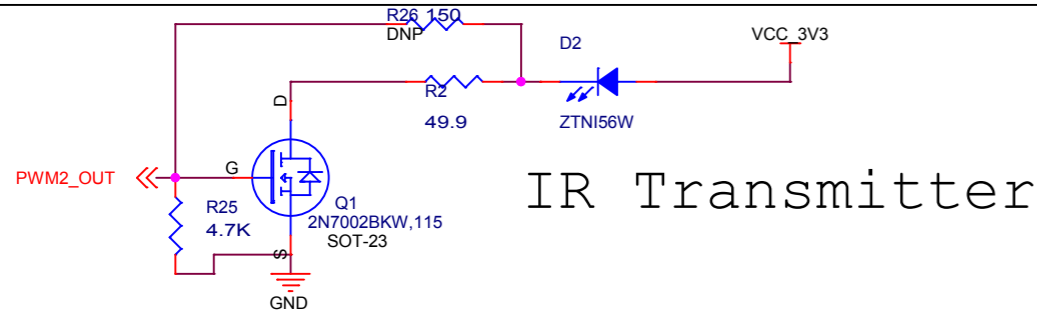 R26 150
DNP
D2
VCC_3V3
R2
49.9
ZTNI56W
D
PWM2_OUT
G
R25
4.7K
Q1
2N7002BKW,115
SOT-23
S
GND
IR Transmitter